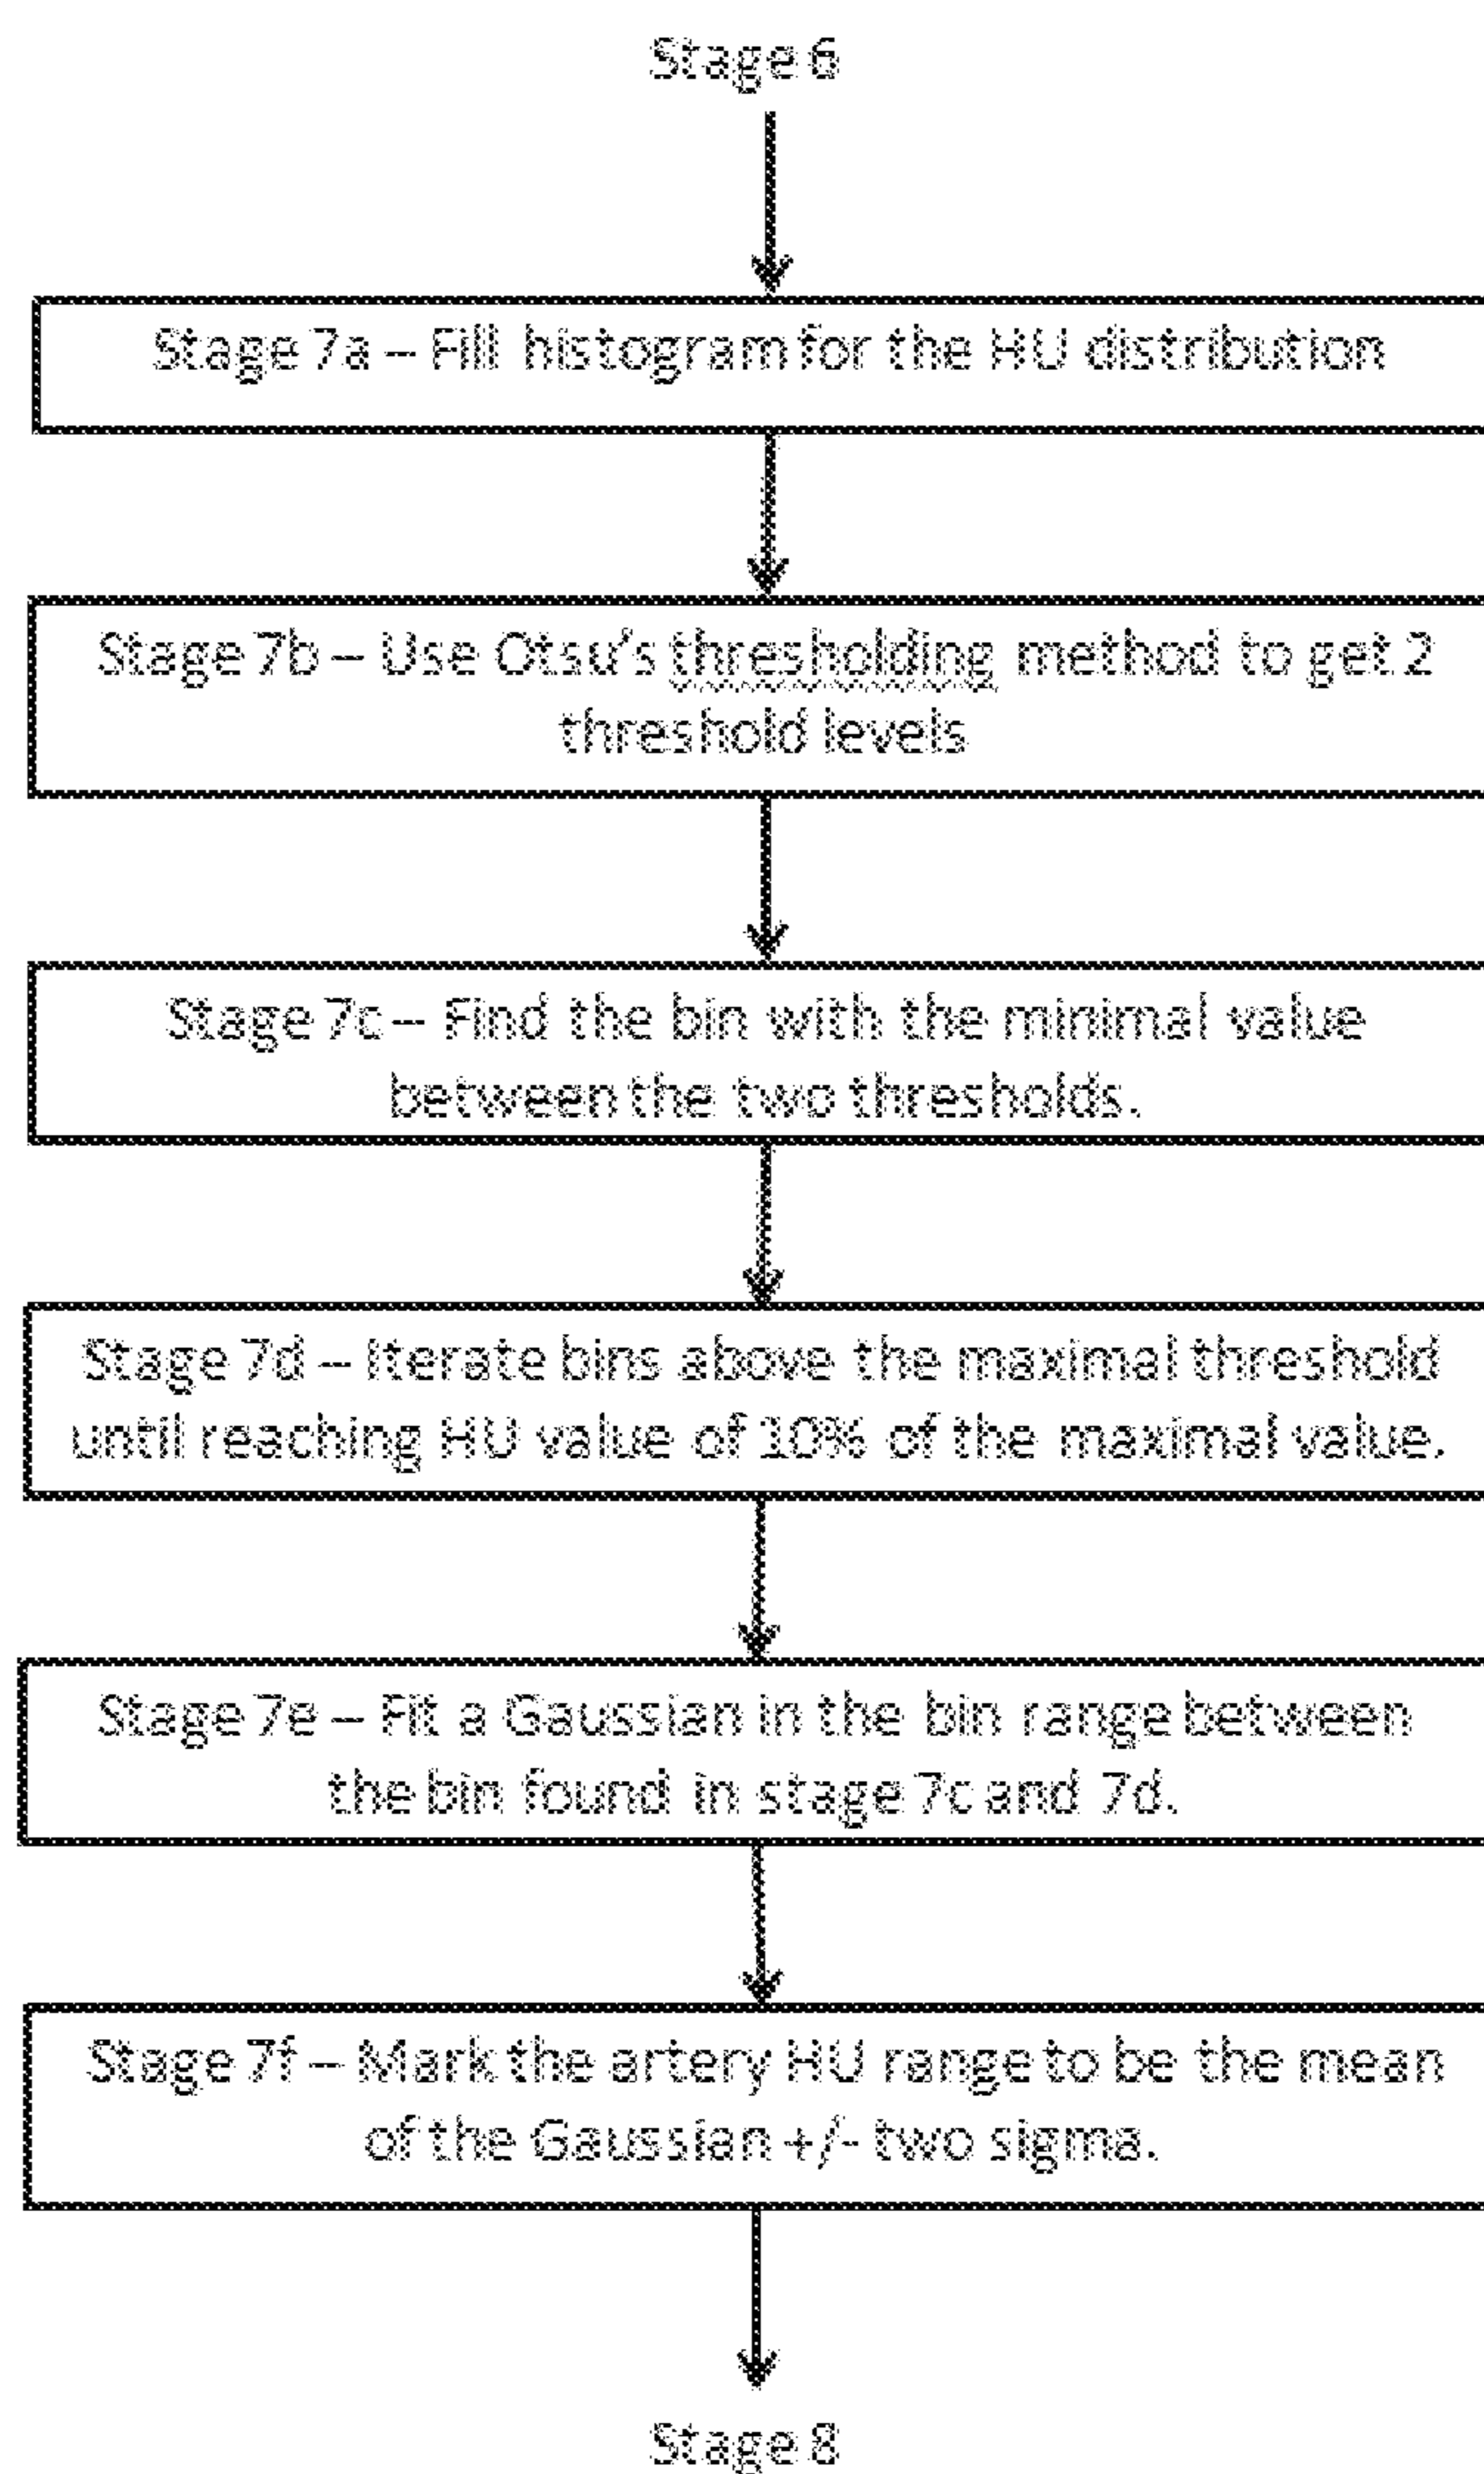 Stage 6
Stage 7a – Fill histogram for the HU distribution
Stage 7b – Use Otsu's thresholding method to get 2
threshold levels
Stage 7c – Find the bin with the minimal value
between the two thresholds.
Stage 7d – Iterate bins above the maximal threshold
until reaching HU value of 10% of the maximal value.
Stage 7e – Fit a Gaussian in the bin range between
the bin found in stage 7c and 7d.
Stage 7f – Mark the artery HU range to be the mean
of the Gaussian +/- two sigma.
Stage 8